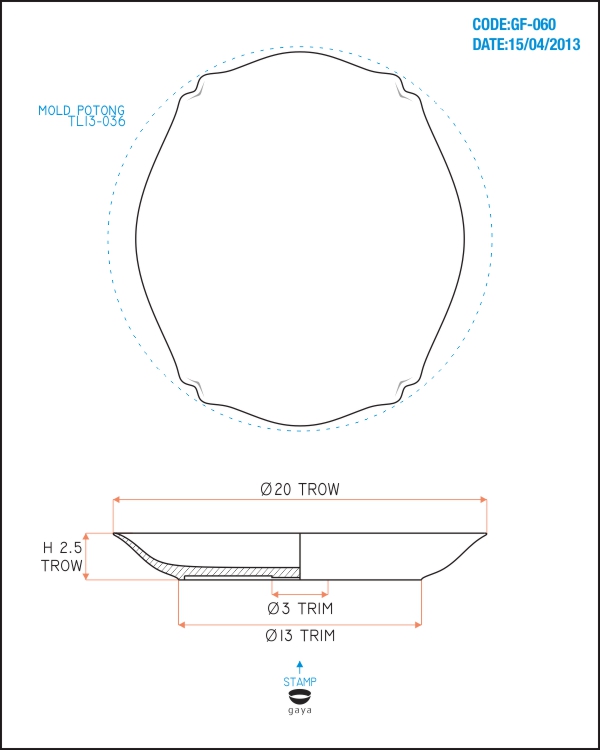 CODE:GF-060
DATE:15/04/2013
MOLD POTONG
TL13-036
Ø20 TROW
H 2.5
TROW
Ø3 TRIM
Ø13 TRIM
STAMP
gaya